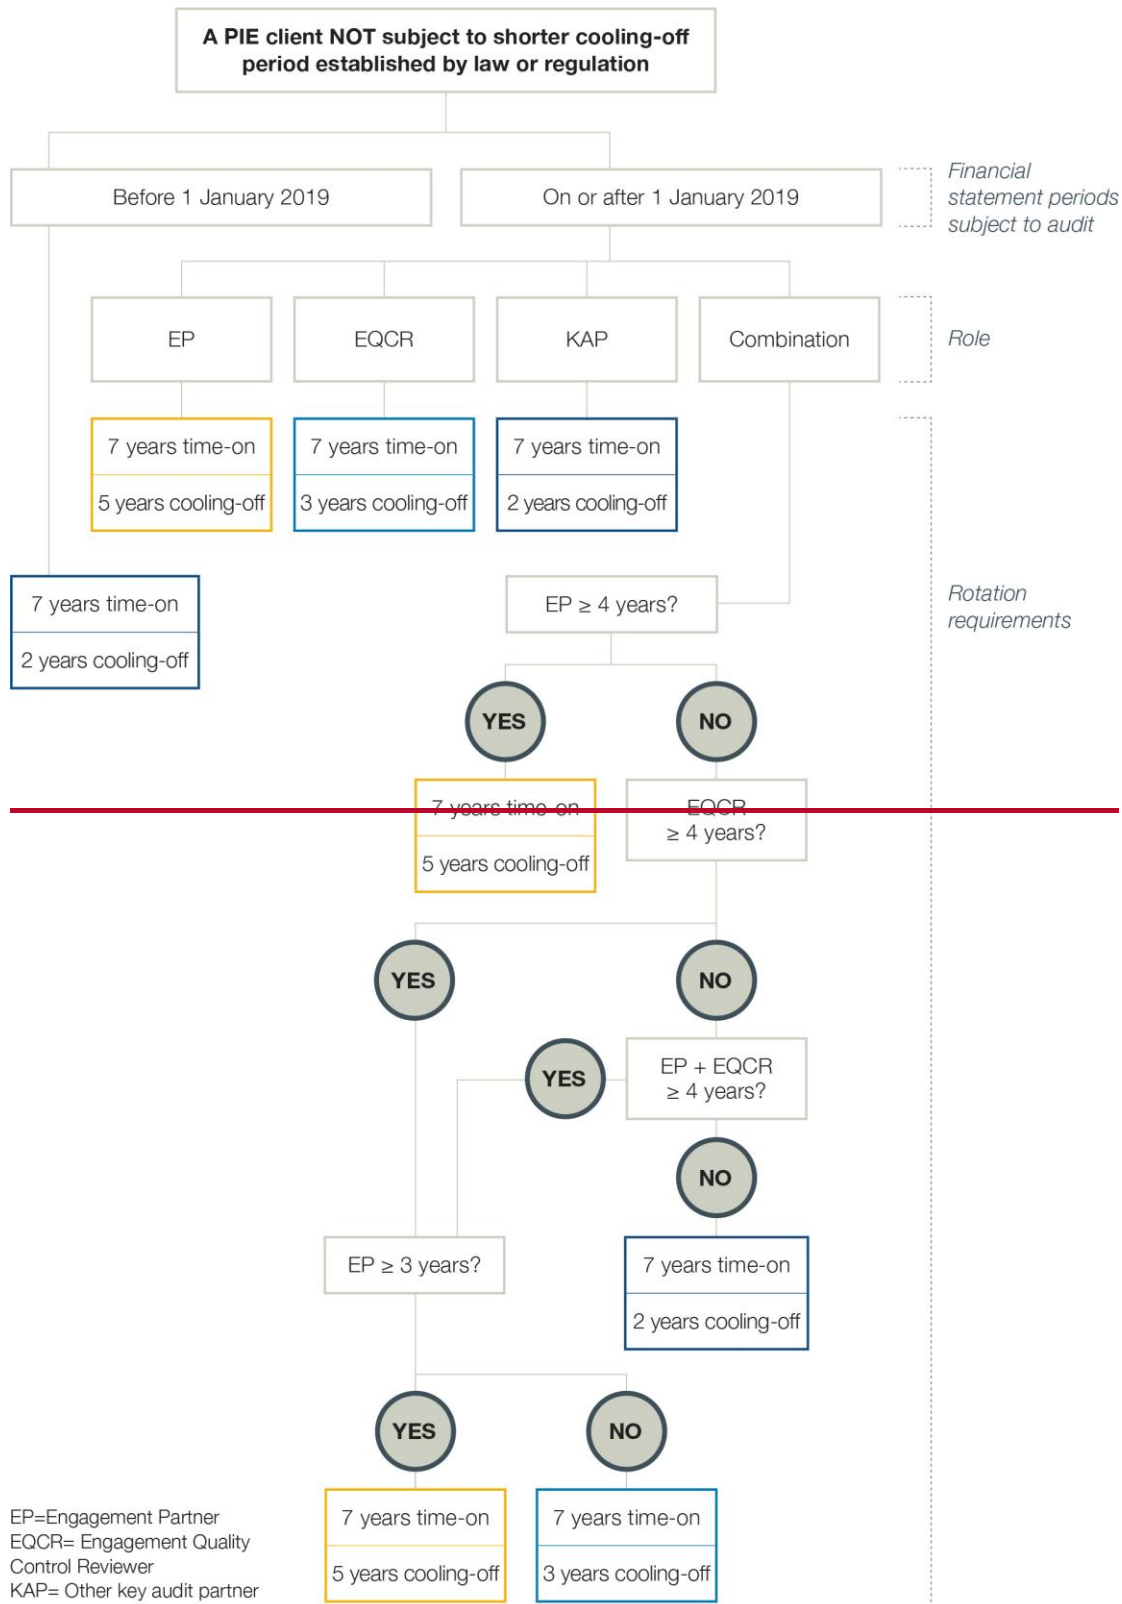 A PIE client NOT subject to shorter cooling-off
period established by law or regulation
Before 1 January 2019
On or after 1 January 2019
Financial
statement periods
subject to audit
EP
EQCR
KAP
Combination
Role
7 years time-on
5 years cooling-off
7 years time-on
3 years cooling-off
7 years time-on
2 years cooling-off
7 years time-on
2 years cooling-off
EP ≥ 4 years?
Rotation
requirements
YES
NO
7 years time-on
5 years cooling-off
EQCR
≥ 4 years?
YES
NO
YES
EP + EQCR
≥ 4 years?
NO
EP ≥ 3 years?
7 years time-on
2 years cooling-off
YES
NO
7 years time-on
5 years cooling-off
7 years time-on
3 years cooling-off
EP=Engagement Partner
EQCR= Engagement Quality
Control Reviewer
KAP= Other key audit partner